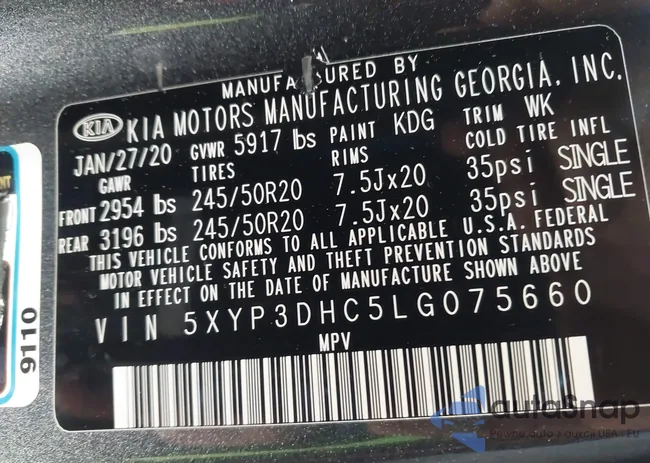 MANUFACTURED BY
KIA KIA MOTORS MANUFACTURING GEORGIA, INC.
JAN/27/20 GVWR 5917 lbs PAINT KDG TRIM WK
GAWR TIRES RIMS COLD TIRE INFL
FRONT 2954 lbs 245/50R20 7.5Jx20 35psi SINGLE
REAR 3196 lbs 245/50R20 7.5Jx20 35psi SINGLE
THIS VEHICLE CONFORMS TO ALL APPLICABLE U.S.A. FEDERAL
MOTOR VEHICLE SAFETY AND THEFT PREVENTION STANDARDS
IN EFFECT ON THE DATE OF MANUFACTURE SHOWN ABOVE
VIN 5XYP3DHC5LG075660
MPV
9110
autoSnap